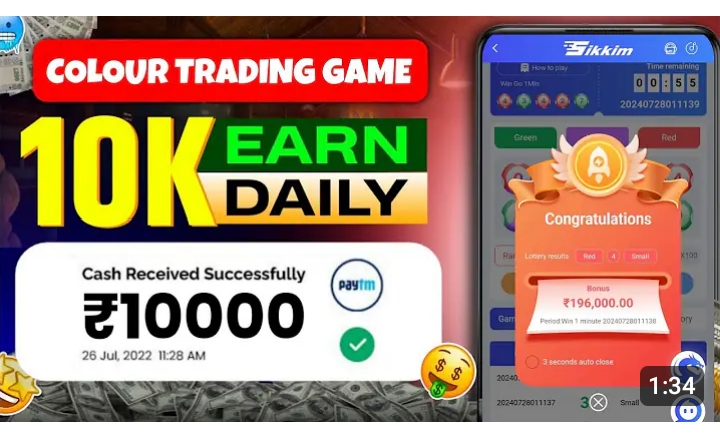 COLOUR TRADING GAME
10K EARN DAILY
Cash Received Successfully
₹10000
26 Jul, 2022 11:28 AM
paytm
Sikkim
How to play
Time remaining
Win Go 1Min
00:55
20240728011139
Green
Red
Congratulations
Lottery results Red 4 Small
X100
Bonus
₹196,000.00
Period Win 1 minute 20240728011138
3 seconds auto close
20240728011137 3 Small
1:34